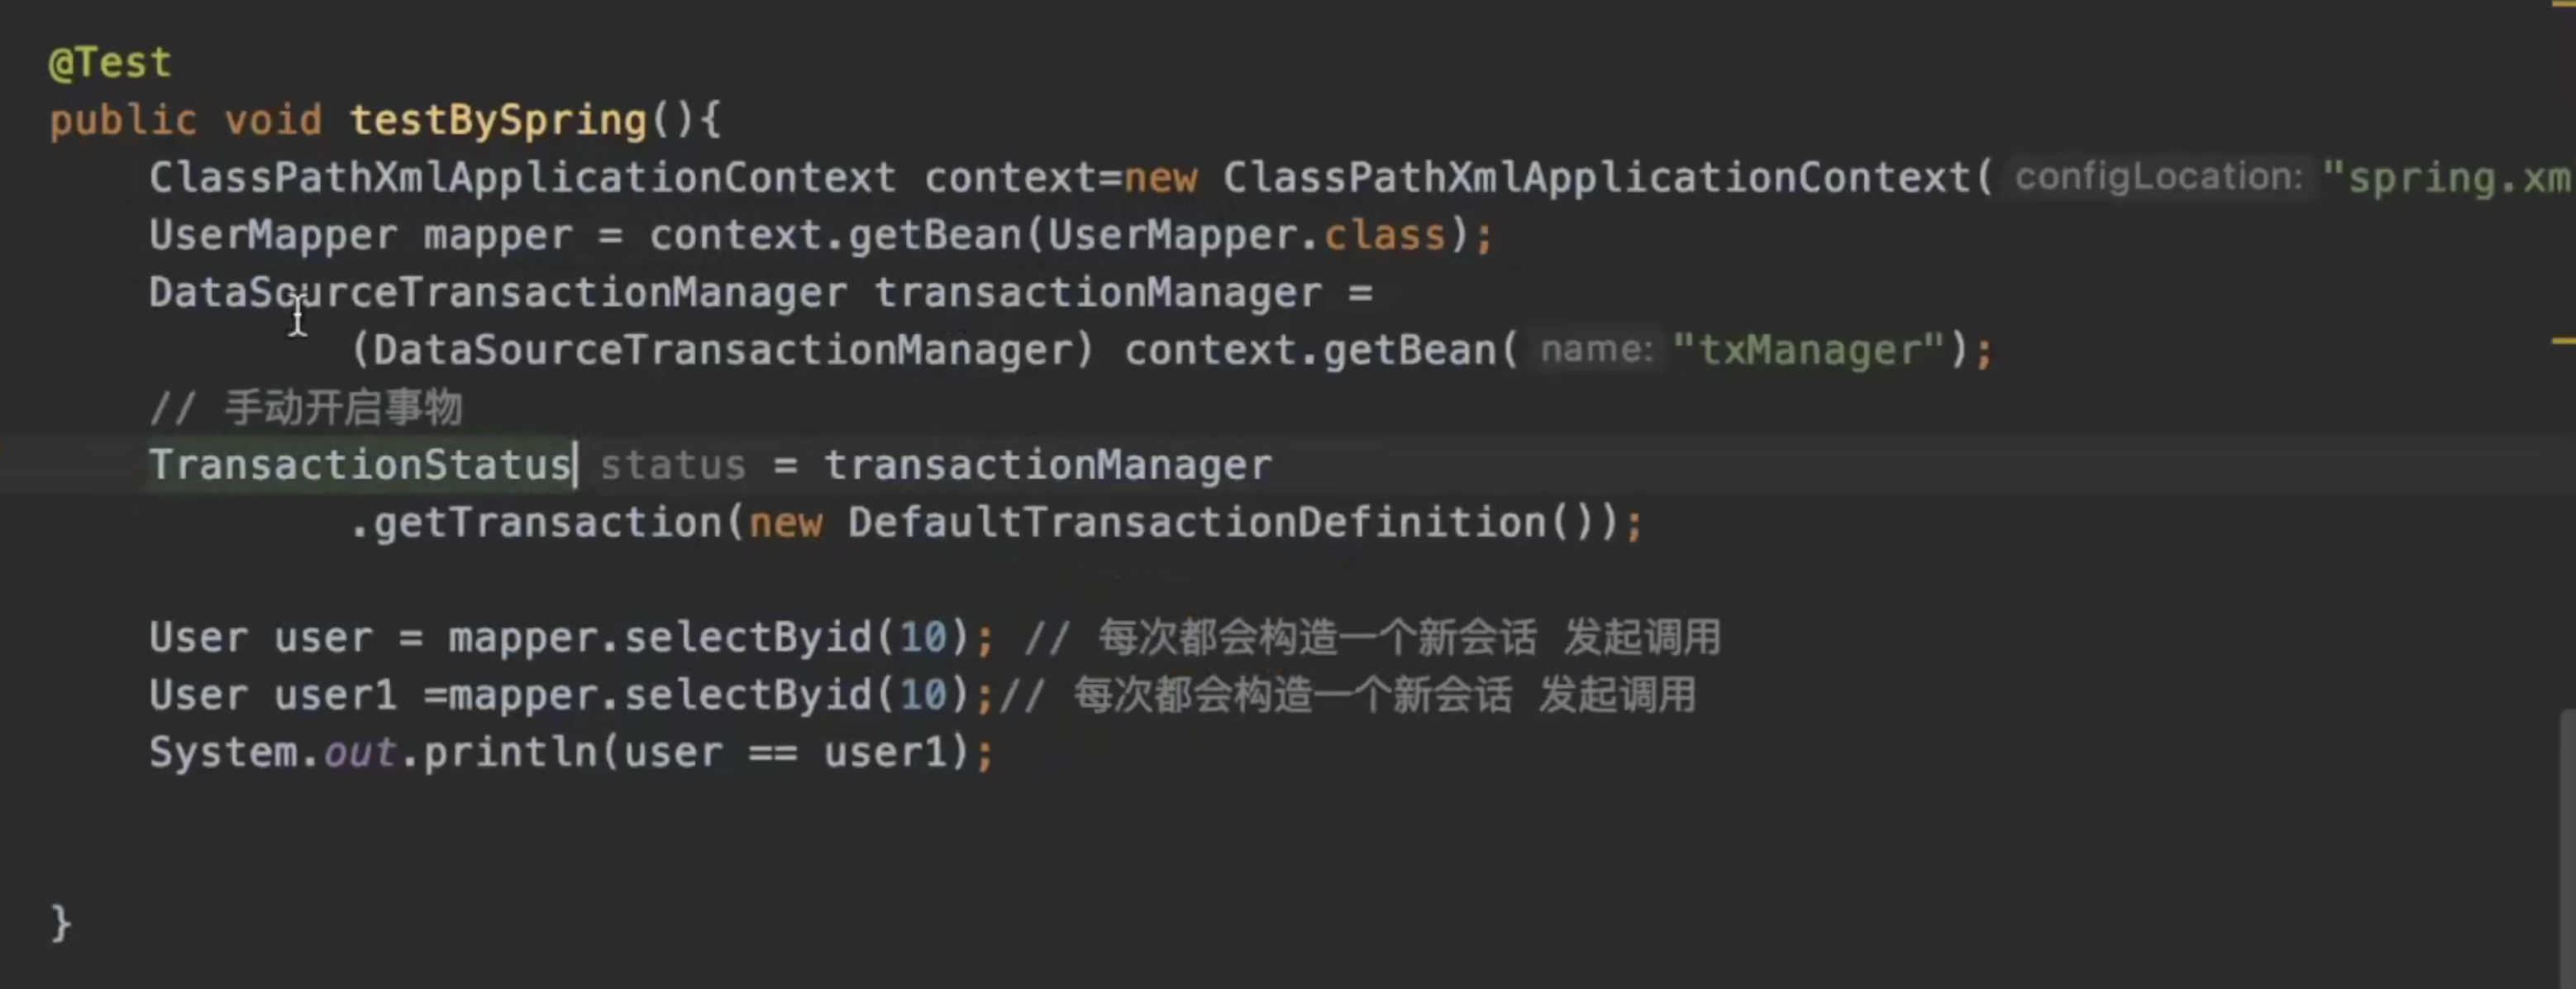 @Test
public void testBySpring(){
ClassPathXmlApplicationContext context=new ClassPathXmlApplicationContext( configLocation: "spring.xm
UserMapper mapper = context.getBean(UserMapper.class);
DataSourceTransactionManager transactionManager =
(DataSourceTransactionManager) context.getBean( name: "txManager");
// 手动开启事物
TransactionStatus status = transactionManager
.getTransaction(new DefaultTransactionDefinition());
User user = mapper.selectByid(10); // 每次都会构造一个新会话 发起调用
User user1 =mapper.selectByid(10);// 每次都会构造一个新会话 发起调用
System.out.println(user == user1);
}